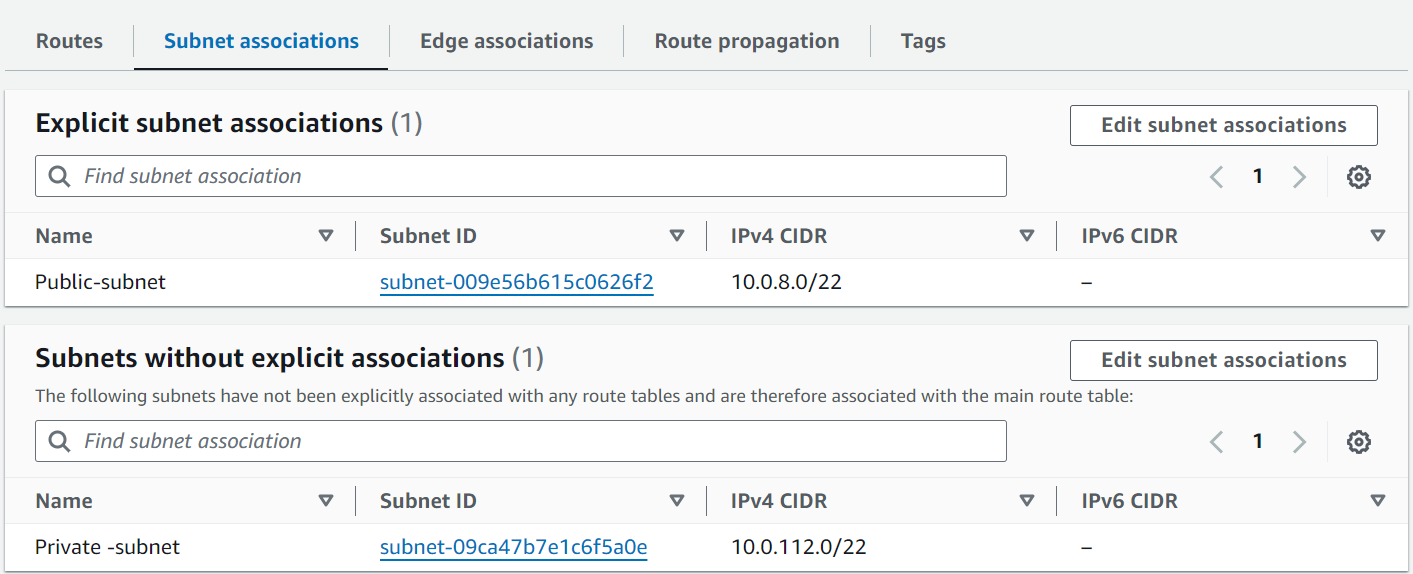 Routes Subnet associations Edge associations Route propagation Tags
Explicit subnet associations (1) Edit subnet associations
Find subnet association 1
Name Subnet ID IPv4 CIDR IPv6 CIDR
Public-subnet subnet-009e56b615c0626f2 10.0.8.0/22 –
Subnets without explicit associations (1) Edit subnet associations
The following subnets have not been explicitly associated with any route tables and are therefore associated with the main route table:
Find subnet association 1
Name Subnet ID IPv4 CIDR IPv6 CIDR
Private -subnet subnet-09ca47b7e1c6f5a0e 10.0.112.0/22 –